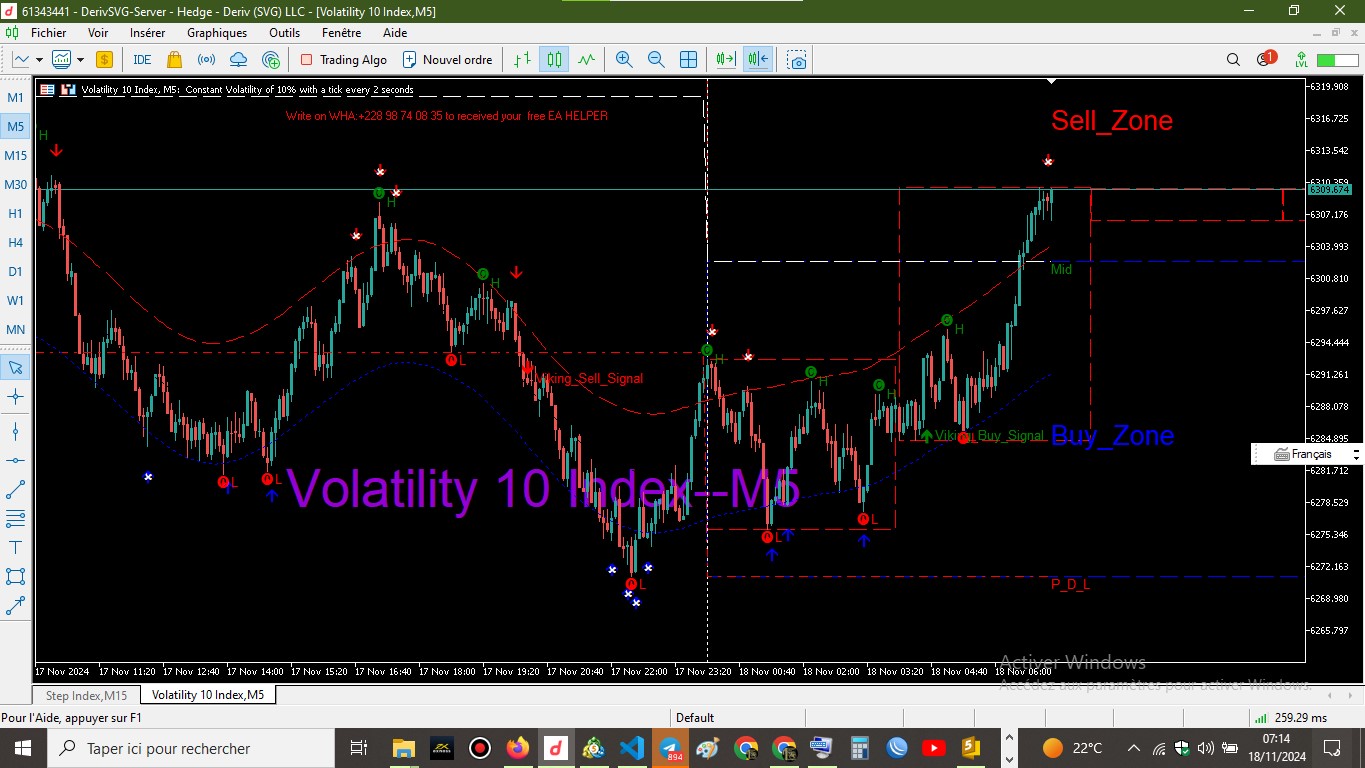 61343441 - DerivSVG-Server - Hedge - Deriv (SVG) LLC - [Volatility 10 Index,M5]
Fichier Voir Insérer Graphiques Outils Fenêtre Aide
IDE Trading Algo Nouvel ordre 1 LVL
M1
M5
M15
M30
H1
H4
D1
W1
MN
Volatility 10 Index, M5: Constant Volatility of 10% with a tick every 2 seconds
Write on WHA:+228 98 74 08 35 to received your free EA HELPER
Sell_Zone
H
H
H
H
H
H
H
L
L
L
L
L
L
Mid
Viking_Sell_Signal
Viking_Buy_Signal
Buy_Zone
Volatility 10 Index--M5
P_D_L
6319.908
6316.725
6313.542
6310.359
6309.674
6307.176
6303.993
6300.810
6297.627
6294.444
6291.261
6288.078
6284.895
6281.712
6278.529
6275.346
6272.163
6268.980
6265.797
Français
17 Nov 2024 17 Nov 11:20 17 Nov 12:40 17 Nov 14:00 17 Nov 15:20 17 Nov 16:40 17 Nov 18:00 17 Nov 19:20 17 Nov 20:40 17 Nov 22:00 17 Nov 23:20 18 Nov 00:40 18 Nov 02:00 18 Nov 03:20 18 Nov 04:40 18 Nov 06:00
Activer Windows
Accédez aux paramètres pour activer Windows.
Step Index,M15 Volatility 10 Index,M5
Pour l'Aide, appuyer sur F1 Default 259.29 ms
Taper ici pour rechercher
894
22°C
07:14
18/11/2024